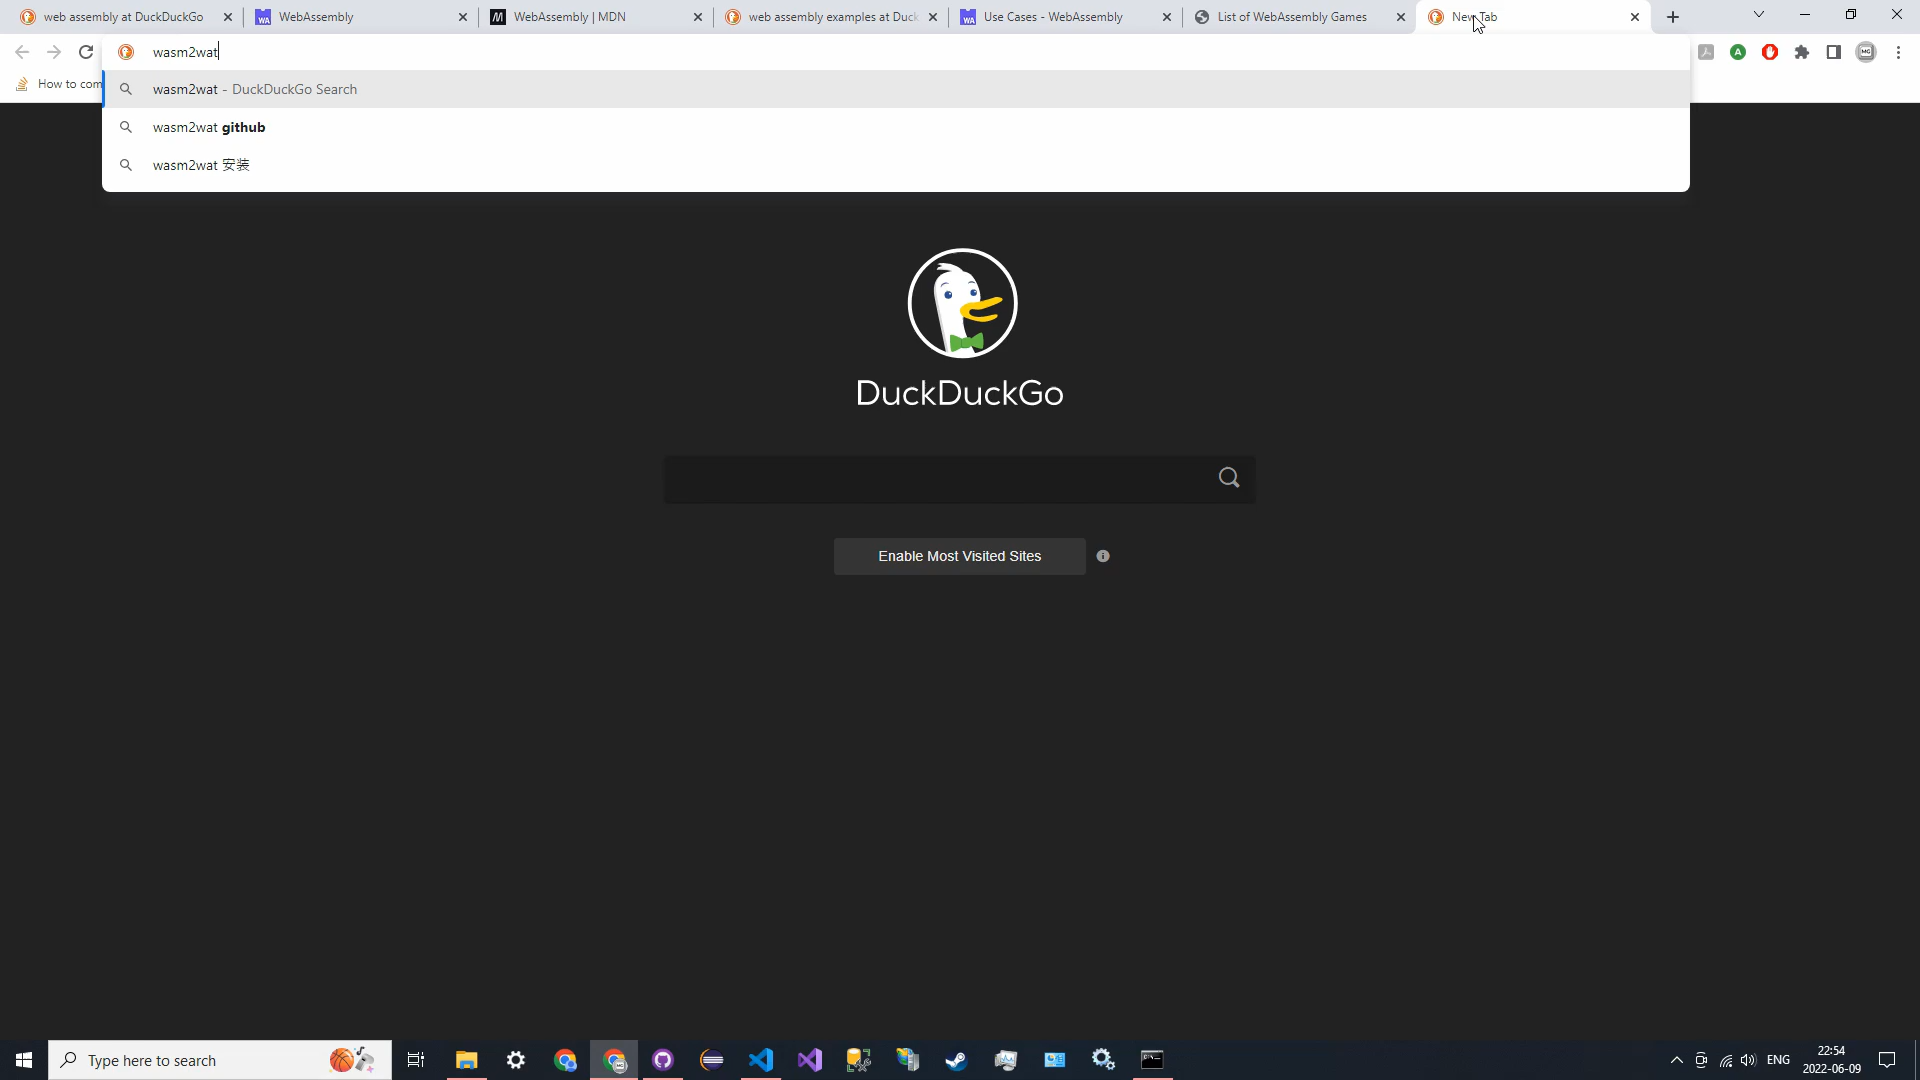 web assembly at DuckDuckGo
WebAssembly
WebAssembly | MDN
web assembly examples at Duck
Use Cases - WebAssembly
List of WebAssembly Games
New Tab
wasm2wat
How to com
wasm2wat - DuckDuckGo Search
wasm2wat github
wasm2wat 安装
DuckDuckGo
Enable Most Visited Sites
Type here to search
ENG
22:54
2022-06-09